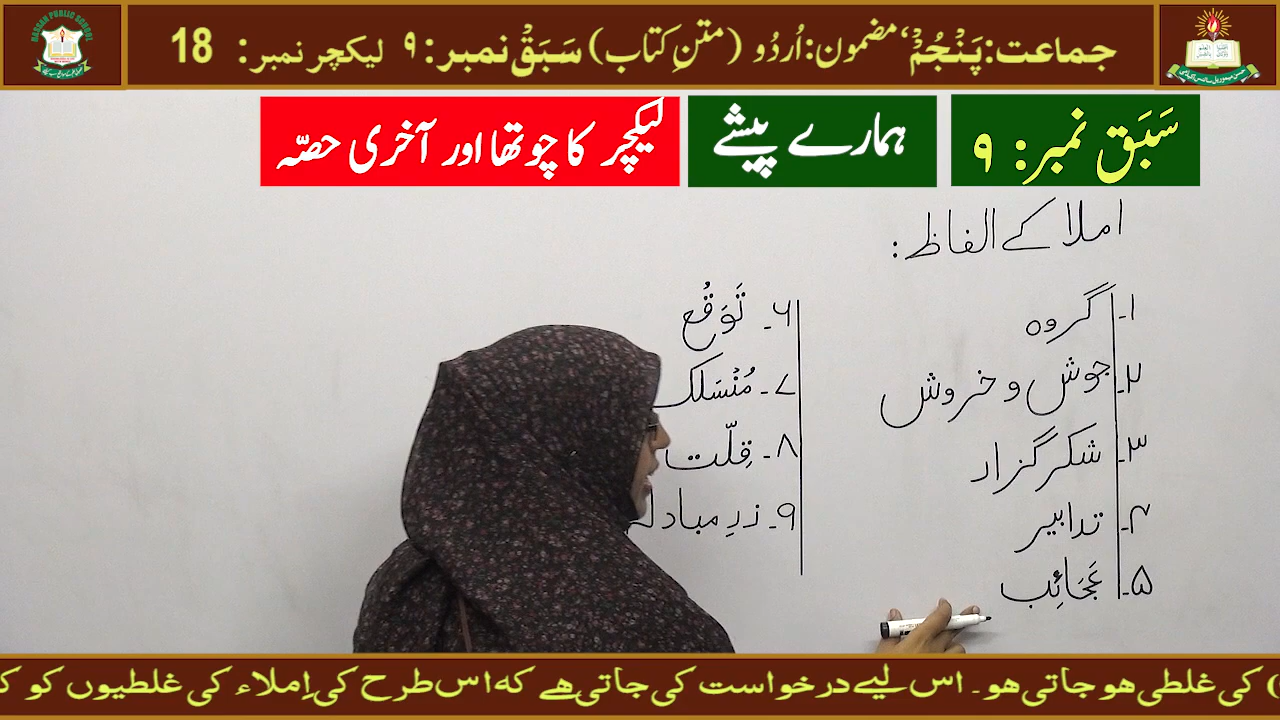 جماعت: پَنْجُمْ، مضمون: اُردُو (متنِ کتاب) سَبَقْ نمبر: ۹ لیکچر نمبر: 18
سَبَق نمبر: ۹
ہمارے پیشے
لیکچر کا چوتھا اور آخری حصّہ
املا کے الفاظ:
۱۔ گروہ
۲۔ جوش و خروش
۳۔ شکر گزار
۴۔ تدابیر
۵۔ عَجَائِب
۶۔ تَوَقُّع
۷۔ مُنْسَلک
۸۔ قِلّت
۹۔ زرِ مبادلہ
کی غلطی ہو جاتی ہو۔ اس لیے درخواست کی جاتی ہے کہ اس طرح کی اِملاء کی غلطیوں کو